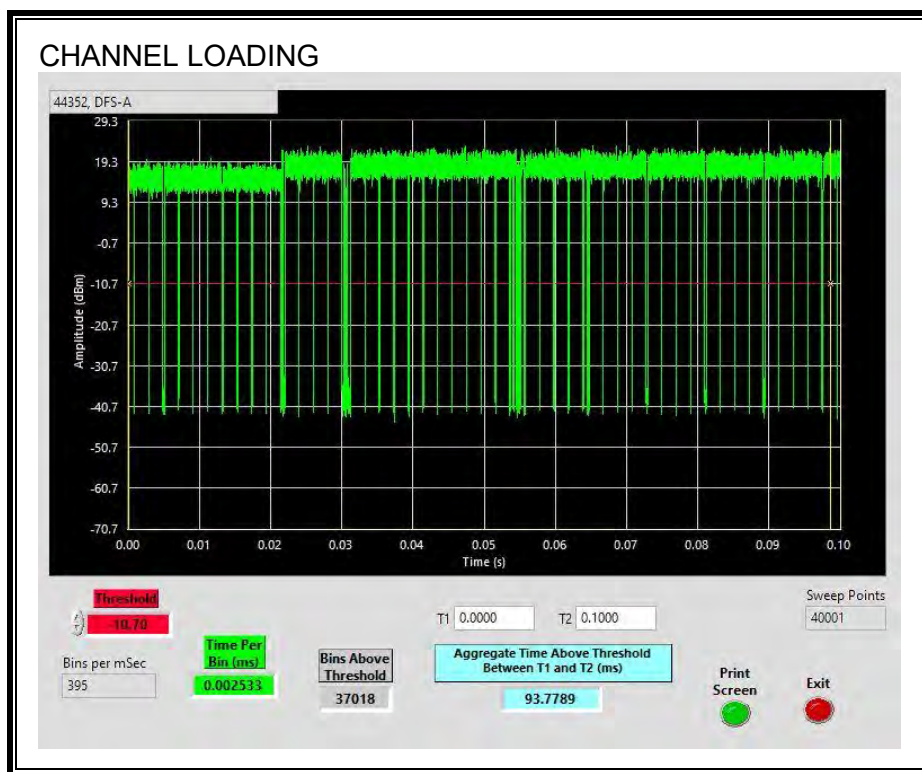 CHANNEL LOADING
44352, DFS-A
29.3
19.3
9.3
-0.7
-10.7
-20.7
-30.7
-40.7
-50.7
-60.7
-70.7
Amplitude (dBm)
0.00 0.01 0.02 0.03 0.04 0.05 0.06 0.07 0.08 0.09 0.10
Time (s)
Threshold
-10.70
T1 0.0000 T2 0.1000
Sweep Points
40001
Bins per mSec
395
Time Per
Bin (ms)
0.002533
Bins Above
Threshold
37018
Aggregate Time Above Threshold
Between T1 and T2 (ms)
93.7789
Print
Screen
Exit